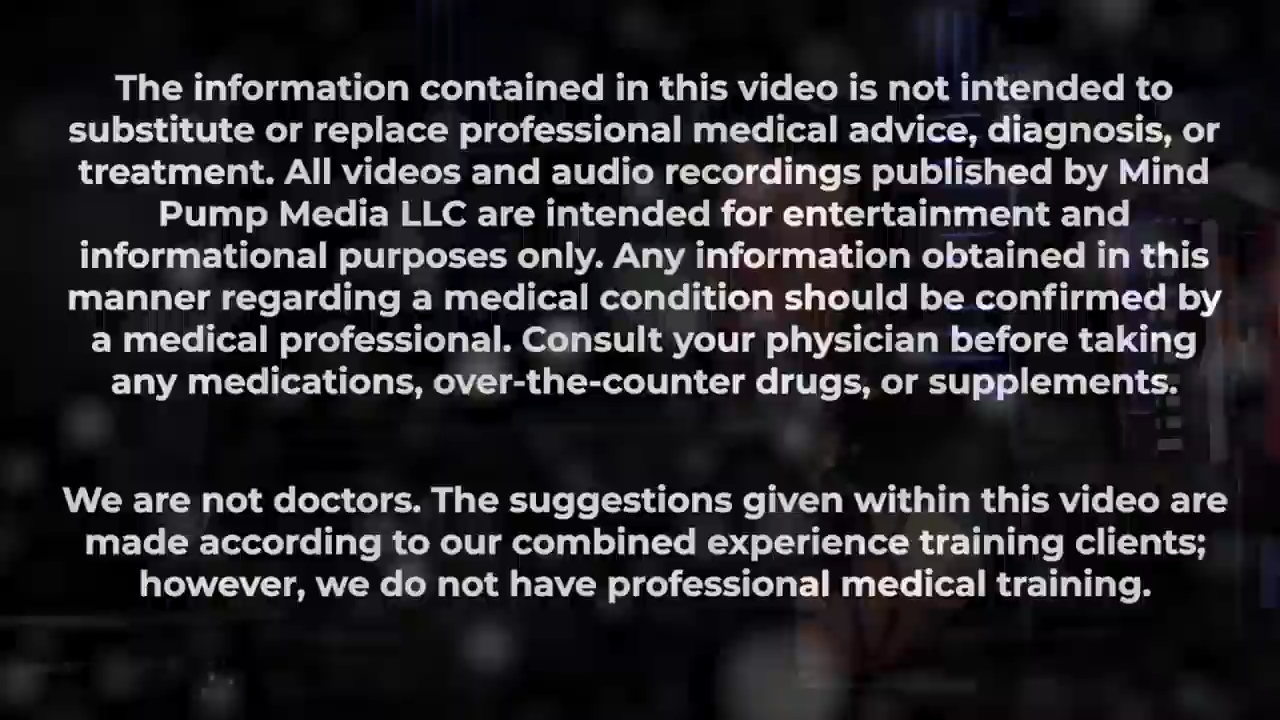 The information contained in this video is not intended to
substitute or replace professional medical advice, diagnosis, or
treatment. All videos and audio recordings published by Mind
Pump Media LLC are intended for entertainment and
informational purposes only. Any information obtained in this
manner regarding a medical condition should be confirmed by
a medical professional. Consult your physician before taking
any medications, over-the-counter drugs, or supplements.
We are not doctors. The suggestions given within this video are
made according to our combined experience training clients;
however, we do not have professional medical training.